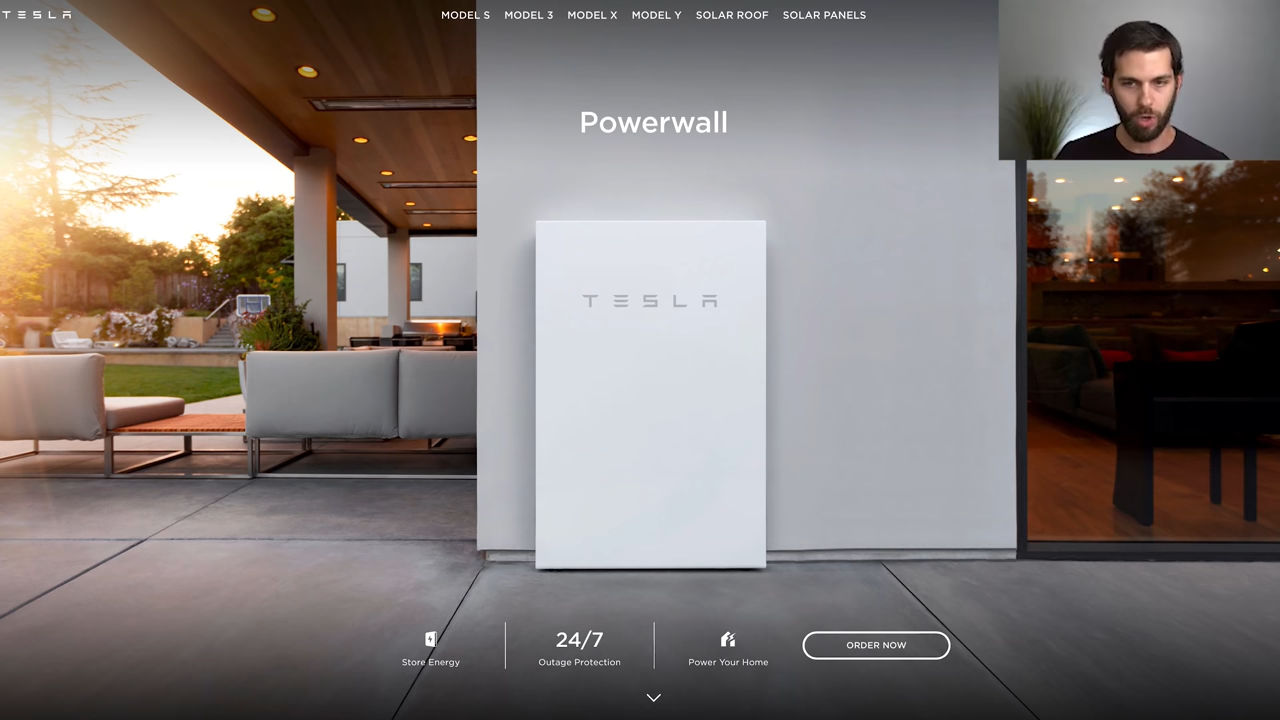 TESLA
MODEL S MODEL 3 MODEL X MODEL Y SOLAR ROOF SOLAR PANELS
Powerwall
TESLA
24/7
Store Energy
Outage Protection
Power Your Home
ORDER NOW